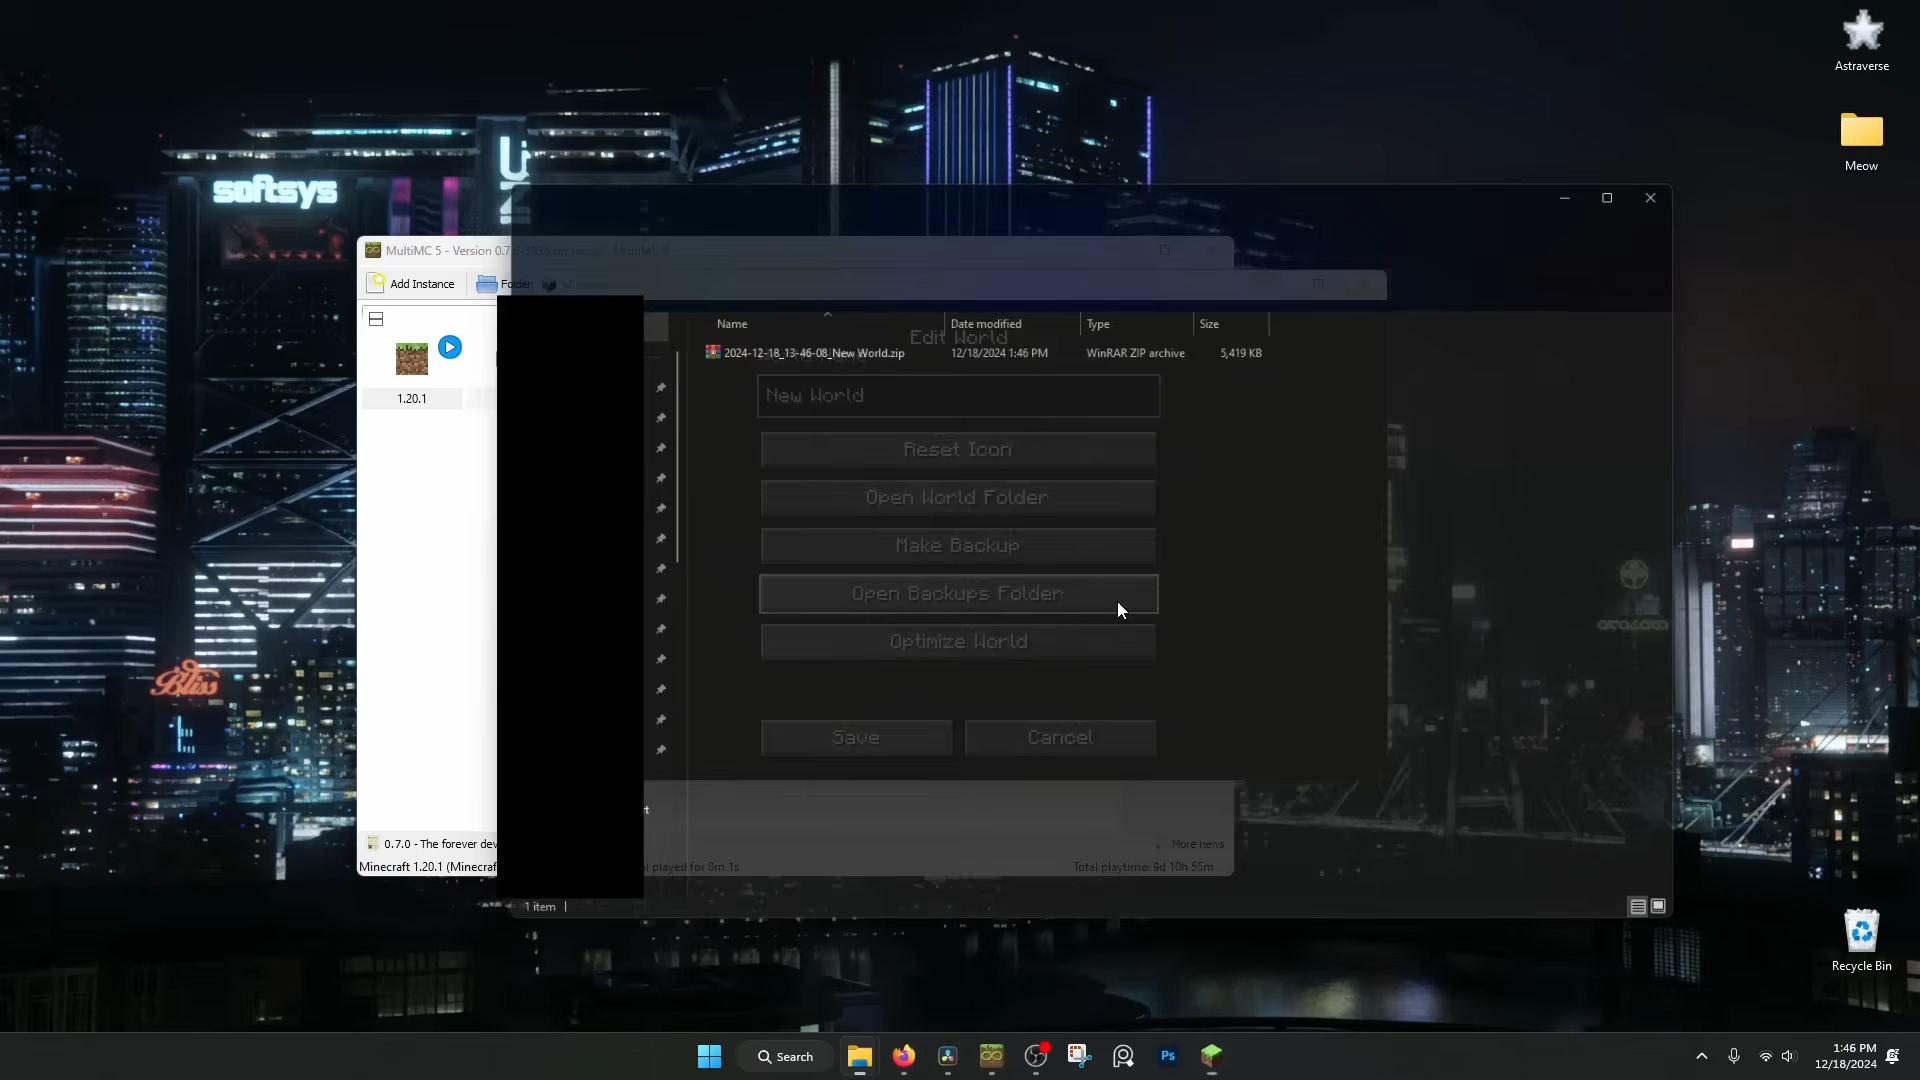 Astraverse
Meow
softsys
MultiMC 5 - Version 0.7
Add Instance
Folder
Name
Date modified
Type
Size
Edit World
2024-12-18_13-46-08_New World.zip
12/18/2024 1:46 PM
WinRAR ZIP archive
5,419 KB
New World
1.20.1
Reset Icon
Open World Folder
Make Backup
Open Backups Folder
Optimize World
Bliss
Save
Cancel
0.7.0 - The forever dev
More news
Minecraft 1.20.1 (Minecraf
played for 0m 1s
Total playtime: 9d 10h 55m
1 item
Recycle Bin
Search
Ps
1:46 PM
12/18/2024